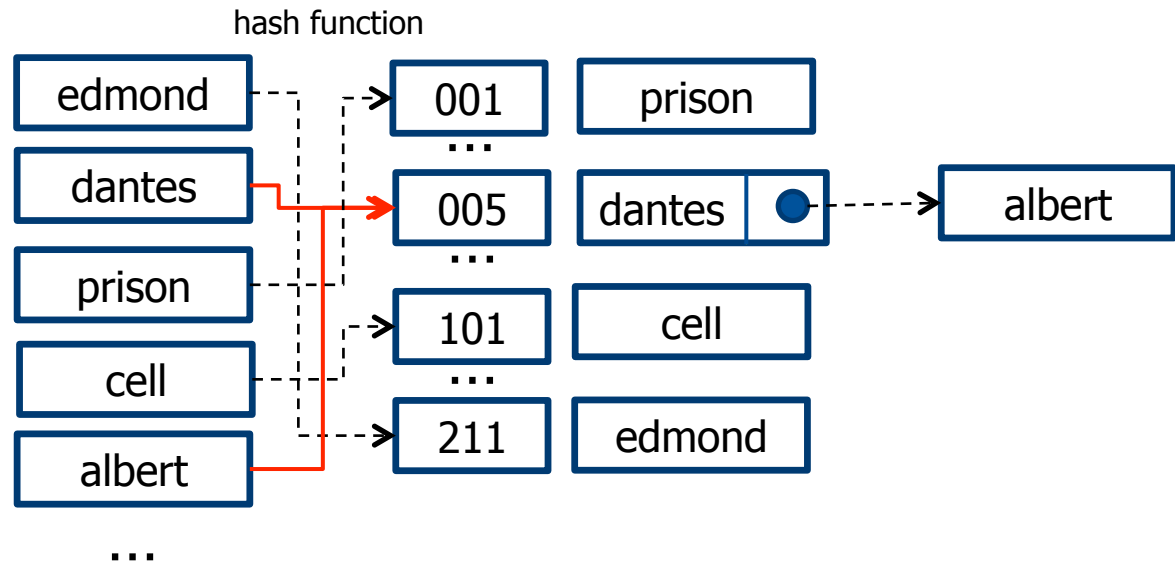 hash function
edmond
dantes
prison
cell
albert
...
001
...
005
...
101
...
211
prison
dantes
cell
edmond
albert